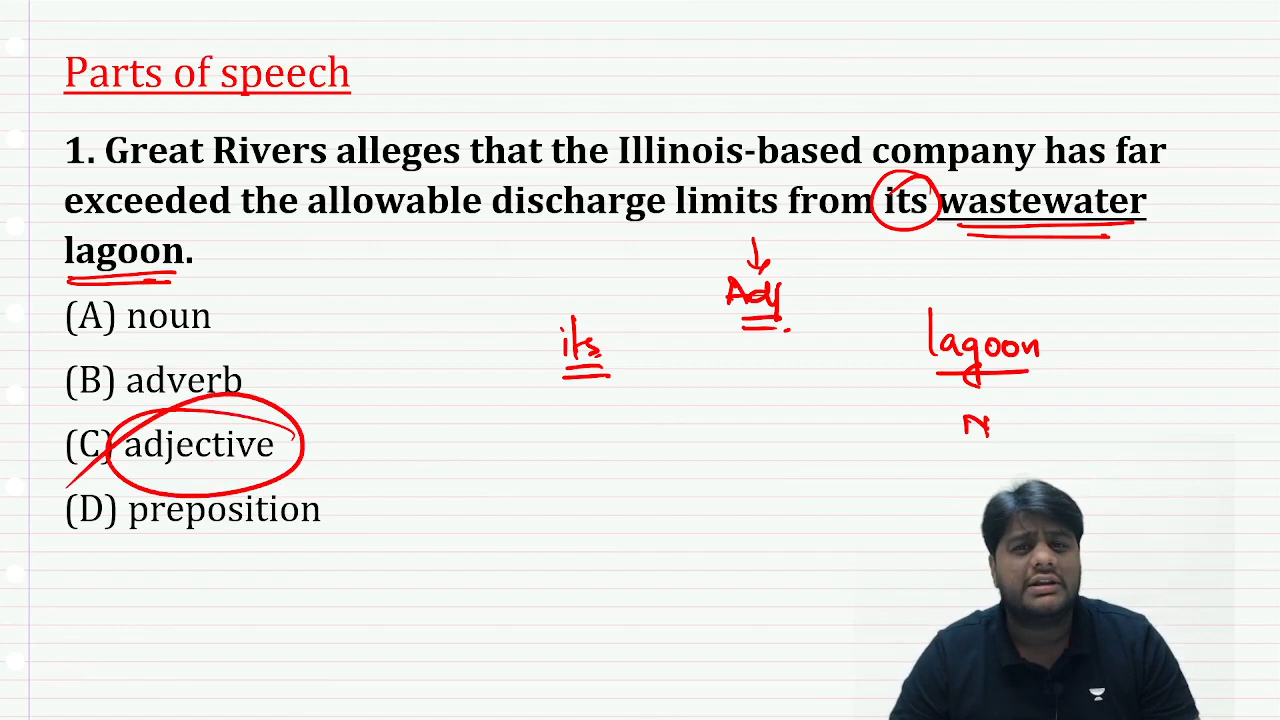 Parts of speech
1. Great Rivers alleges that the Illinois-based company has far
exceeded the allowable discharge limits from its wastewater
lagoon.
Adj
(A) noun
its
lagoon
(B) adverb
N
(C) adjective
(D) preposition